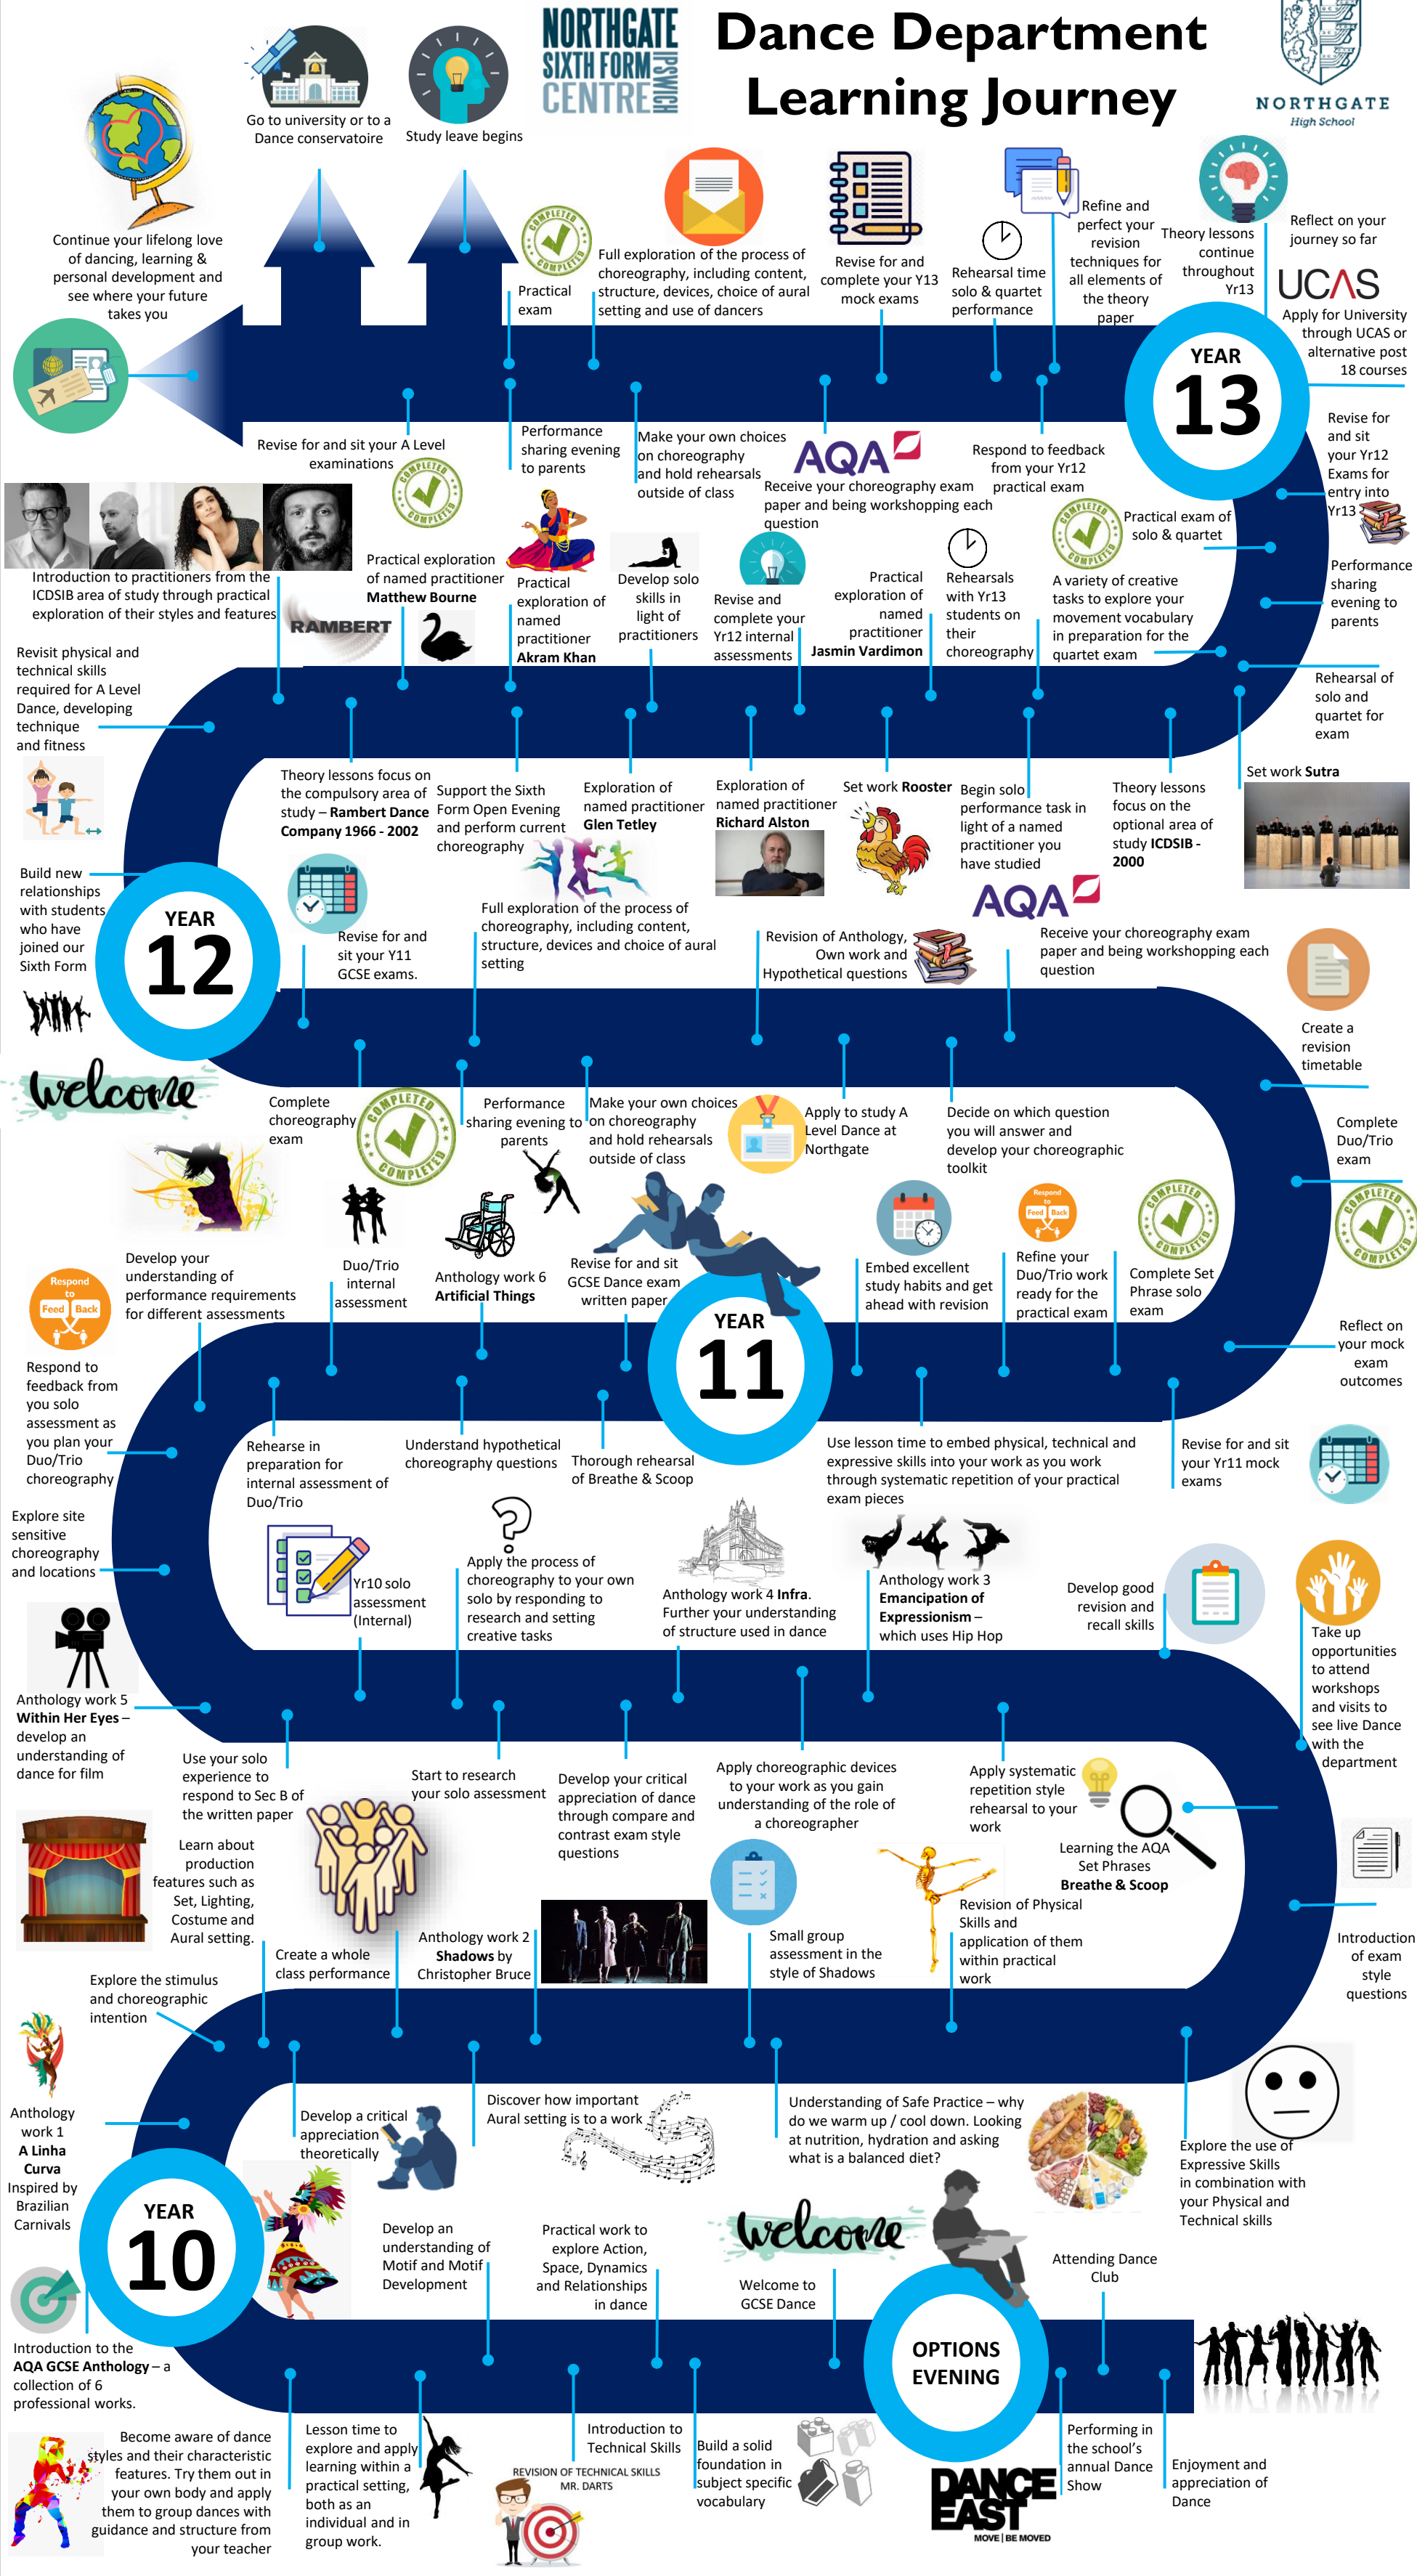 NORTHGATE
SIXTH FORM
CENTRE
IPSWICH
Dance Department
Learning Journey
NORTHGATE
High School
Go to university or to a
Dance conservatoire
Study leave begins
Continue your lifelong love
of dancing, learning &
personal development and
see where your future
takes you
COMPLETED
COMPLETED
Practical
exam
Full exploration of the process of
choreography, including content,
structure, devices, choice of aural
setting and use of dancers
Revise for and
complete your Y13
mock exams
Rehearsal time
solo & quartet
performance
Refine and
perfect your
revision
techniques for
all elements of
the theory
paper
Theory lessons
continue
throughout
Yr13
Reflect on your
journey so far
UCAS
Apply for University
through UCAS or
alternative post
18 courses
YEAR
13
Revise for and sit your A Level
examinations
COMPLETED
COMPLETED
Performance
sharing evening
to parents
Make your own choices
on choreography
and hold rehearsals
outside of class
AQA
Receive your choreography exam
paper and being workshopping each
question
Respond to feedback
from your Yr12
practical exam
Revise for
and sit
your Yr12
Exams for
entry into
Yr13
COMPLETED
COMPLETED
Practical exam of
solo & quartet
Performance
sharing
evening to
parents
Introduction to practitioners from the
ICDSIB area of study through practical
exploration of their styles and features
RAMBERT
Practical exploration
of named practitioner
Matthew Bourne
Practical
exploration of
named
practitioner
Akram Khan
Develop solo
skills in
light of
practitioners
Revise and
complete your
Yr12 internal
assessments
Practical
exploration of
named
practitioner
Jasmin Vardimon
Rehearsals
with Yr13
students on
their
choreography
A variety of creative
tasks to explore your
movement vocabulary
in preparation for the
quartet exam
Rehearsal of
solo and
quartet for
exam
Revisit physical and
technical skills
required for A Level
Dance, developing
technique
and fitness
Theory lessons focus on
the compulsory area of
study – Rambert Dance
Company 1966 - 2002
Support the Sixth
Form Open Evening
and perform current
choreography
Exploration of
named practitioner
Glen Tetley
Exploration of
named practitioner
Richard Alston
Set work Rooster
Begin solo
performance task in
light of a named
practitioner you
have studied
Theory lessons
focus on the
optional area of
study ICDSIB -
2000
Set work Sutra
Build new
relationships
with students
who have
joined our
Sixth Form
YEAR
12
welcome
Revise for and
sit your Y11
GCSE exams.
Full exploration of the process of
choreography, including content,
structure, devices and choice of aural
setting
Revision of Anthology,
Own work and
Hypothetical questions
AQA
Receive your choreography exam
paper and being workshopping each
question
Create a
revision
timetable
Complete
choreography
exam
COMPLETED
COMPLETED
Performance
sharing evening to
parents
Make your own choices
on choreography
and hold rehearsals
outside of class
Apply to study A
Level Dance at
Northgate
Decide on which question
you will answer and
develop your choreographic
toolkit
Complete
Duo/Trio
exam
COMPLETED
COMPLETED
Develop your
understanding of
performance requirements
for different assessments
Duo/Trio
internal
assessment
Anthology work 6
Artificial Things
Revise for and sit
GCSE Dance exam
written paper
YEAR
11
Embed excellent
study habits and get
ahead with revision
Respond
to
Feed Back
Refine your
Duo/Trio work
ready for the
practical exam
COMPLETED
COMPLETED
Complete Set
Phrase solo
exam
Reflect on
your mock
exam
outcomes
Respond
to
Feed Back
Respond to
feedback from
you solo
assessment as
you plan your
Duo/Trio
choreography
Rehearse in
preparation for
internal assessment of
Duo/Trio
Understand hypothetical
choreography questions
Thorough rehearsal
of Breathe & Scoop
Use lesson time to embed physical, technical and
expressive skills into your work as you work
through systematic repetition of your practical
exam pieces
Revise for and sit
your Yr11 mock
exams
Explore site
sensitive
choreography
and locations
Yr10 solo
assessment
(Internal)
Apply the process of
choreography to your own
solo by responding to
research and setting
creative tasks
Anthology work 4 Infra.
Further your understanding
of structure used in dance
Anthology work 3
Emancipation of
Expressionism –
which uses Hip Hop
Develop good
revision and
recall skills
Take up
opportunities
to attend
workshops
and visits to
see live Dance
with the
department
Anthology work 5
Within Her Eyes –
develop an
understanding of
dance for film
Use your solo
experience to
respond to Sec B of
the written paper
Start to research
your solo assessment
Develop your critical
appreciation of dance
through compare and
contrast exam style
questions
Apply choreographic devices
to your work as you gain
understanding of the role of
a choreographer
Apply systematic
repetition style
rehearsal to your
work
Learning the AQA
Set Phrases
Breathe & Scoop
Learn about
production
features such as
Set, Lighting,
Costume and
Aural setting.
Create a whole
class performance
Anthology work 2
Shadows by
Christopher Bruce
Small group
assessment in the
style of Shadows
Revision of Physical
Skills and
application of them
within practical
work
Introduction
of exam
style
questions
Explore the stimulus
and choreographic
intention
Anthology
work 1
A Linha
Curva
Inspired by
Brazilian
Carnivals
Develop a critical
appreciation
theoretically
Discover how important
Aural setting is to a work
Understanding of Safe Practice – why
do we warm up / cool down. Looking
at nutrition, hydration and asking
what is a balanced diet?
Explore the use of
Expressive Skills
in combination with
your Physical and
Technical skills
YEAR
10
Develop an
understanding of
Motif and Motif
Development
Practical work to
explore Action,
Space, Dynamics
and Relationships
in dance
welcome
Welcome to
GCSE Dance
Attending Dance
Club
OPTIONS
EVENING
Introduction to the
AQA GCSE Anthology – a
collection of 6
professional works.
Become aware of dance
styles and their characteristic
features. Try them out in
your own body and apply
them to group dances with
guidance and structure from
your teacher
Lesson time to
explore and apply
learning within a
practical setting,
both as an
individual and in
group work.
Introduction to
Technical Skills
REVISION OF TECHNICAL SKILLS
MR. DARTS
Build a solid
foundation in
subject specific
vocabulary
DANCE
EAST
MOVE | BE MOVED
Performing in
the school's
annual Dance
Show
Enjoyment and
appreciation of
Dance